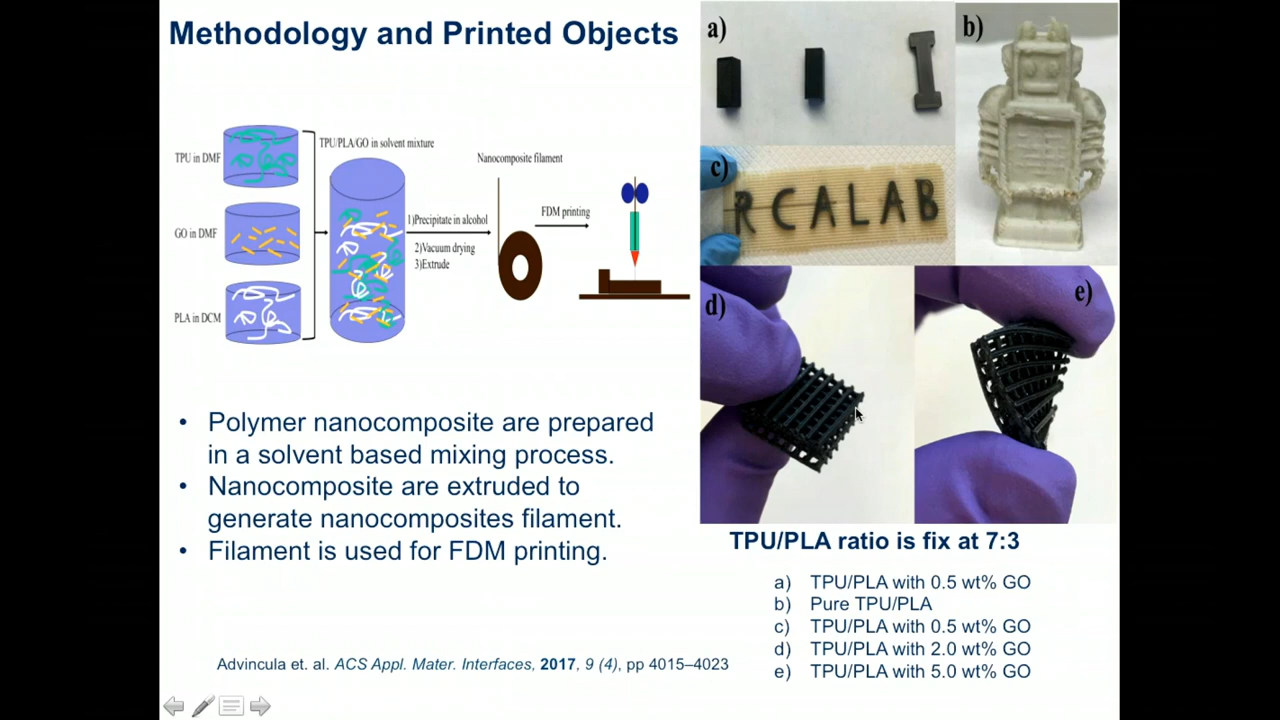 Methodology and Printed Objects
TPU in DMF
GO in DMF
PLA in DCM
TPU/PLA/GO in solvent mixture
1)Precipitate in alcohol
2)Vacuum drying
3)Extrude
Nanocomposite filament
FDM printing
a)
b)
c)
RCALAB
d)
e)
• Polymer nanocomposite are prepared
in a solvent based mixing process.
• Nanocomposite are extruded to
generate nanocomposites filament.
• Filament is used for FDM printing.
TPU/PLA ratio is fix at 7:3
a) TPU/PLA with 0.5 wt% GO
b) Pure TPU/PLA
c) TPU/PLA with 0.5 wt% GO
d) TPU/PLA with 2.0 wt% GO
e) TPU/PLA with 5.0 wt% GO
Advincula et. al. ACS Appl. Mater. Interfaces, 2017, 9 (4), pp 4015–4023